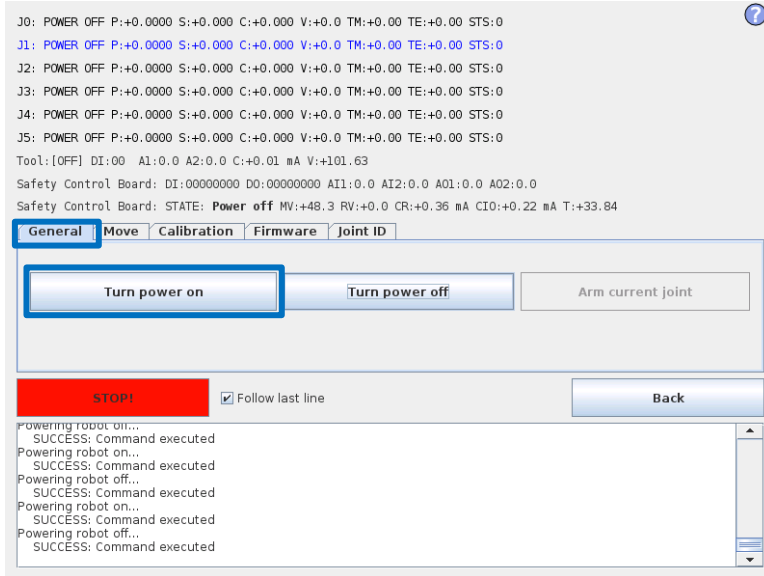 ?
J0: POWER OFF P:+0.0000 S:+0.000 C:+0.000 V:+0.0 TM:+0.00 TE:+0.00 STS:0
J1: POWER OFF P:+0.0000 S:+0.000 C:+0.000 V:+0.0 TM:+0.00 TE:+0.00 STS:0
J2: POWER OFF P:+0.0000 S:+0.000 C:+0.000 V:+0.0 TM:+0.00 TE:+0.00 STS:0
J3: POWER OFF P:+0.0000 S:+0.000 C:+0.000 V:+0.0 TM:+0.00 TE:+0.00 STS:0
J4: POWER OFF P:+0.0000 S:+0.000 C:+0.000 V:+0.0 TM:+0.00 TE:+0.00 STS:0
J5: POWER OFF P:+0.0000 S:+0.000 C:+0.000 V:+0.0 TM:+0.00 TE:+0.00 STS:0
Tool:[OFF] DI:00 A1:0.0 A2:0.0 C:+0.01 mA V:+101.63
Safety Control Board: DI:00000000 DO:00000000 AI1:0.0 AI2:0.0 AO1:0.0 AO2:0.0
Safety Control Board: STATE: Power off MV:+48.3 RV:+0.0 CR:+0.36 mA CIO:+0.22 mA T:+33.84
General Move Calibration Firmware Joint ID
Turn power on Turn power off Arm current joint
STOP! Follow last line Back
Powering robot off...
SUCCESS: Command executed
Powering robot on...
SUCCESS: Command executed
Powering robot off...
SUCCESS: Command executed
Powering robot on...
SUCCESS: Command executed
Powering robot off...
SUCCESS: Command executed